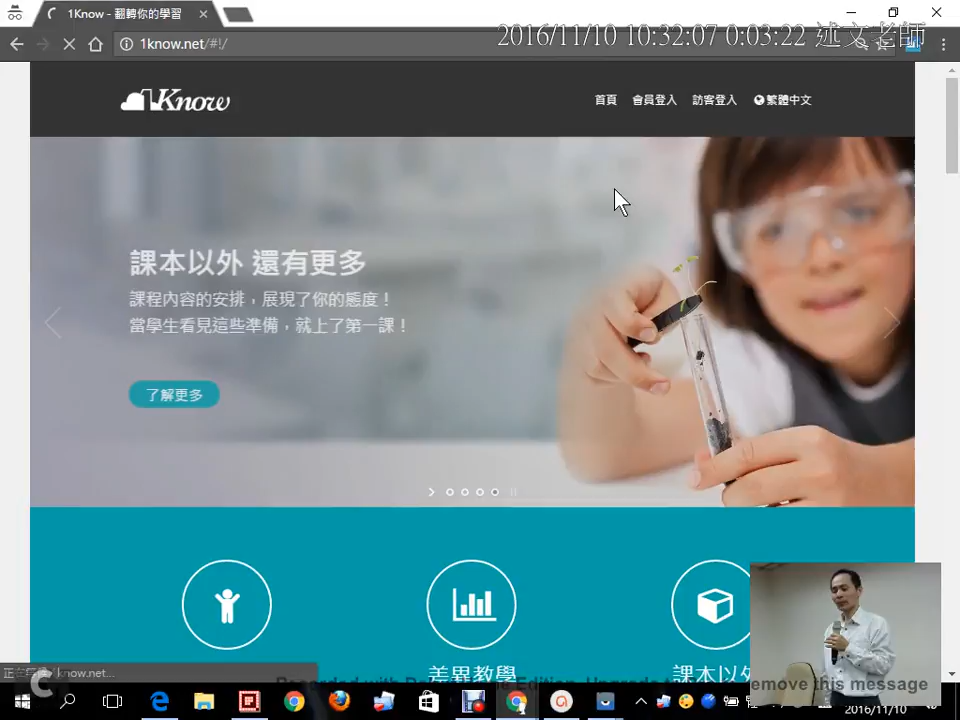 1Know - 翻轉你的學習
1know.net/#!/
2016/11/10 10:32:07 0:03:22 述文老師
1Know
首頁 會員登入 訪客登入 繁體中文
課本以外 還有更多
課程內容的安排，展現了你的態度！
當學生看見這些準備，就上了第一課！
了解更多
差異教學
課本以外
know.net...
emove this message
2016/11/10